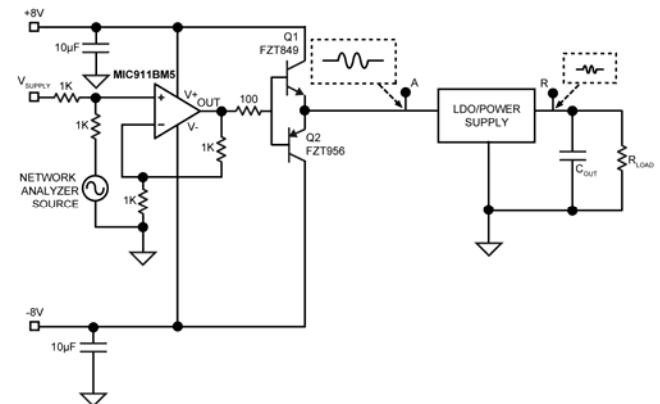 +8V
10µF
MIC911BM5
Q1
FZT849
V_SUPPLY
1K
1K
V+
OUT
V-
+
−
100
1K
1K
Q2
FZT956
NETWORK
ANALYZER
SOURCE
A
LDO/POWER
SUPPLY
R
C_OUT
R_LOAD
-8V
10µF